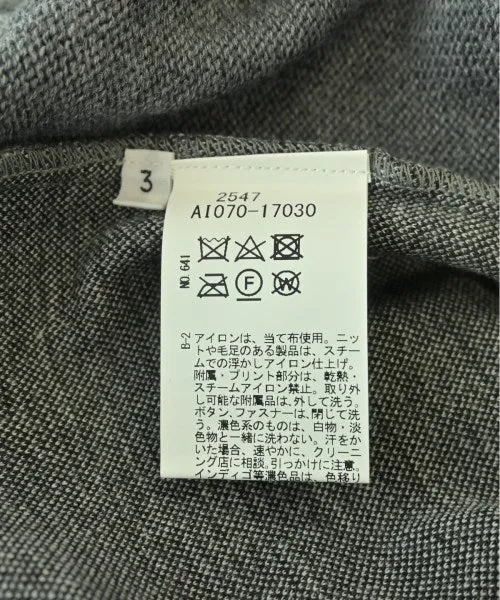 3
2547
AI070-17030
NO.641
F
W
B-2
アイロンは、当て布使用。ニッ
トや毛足のある製品は、スチー
ムでの浮かしアイロン仕上げ。
附属・プリント部分は、乾熱・
スチームアイロン禁止。取り外
し可能な附属品は、外して洗う。
ボタン、ファスナーは、閉じて洗
う。濃色系のものは、白物・淡
色物と一緒に洗わない。汗をか
いた場合、速やかに、クリーニ
ング店に相談。引っかけに注意。
インディゴ等濃色品は、色移り